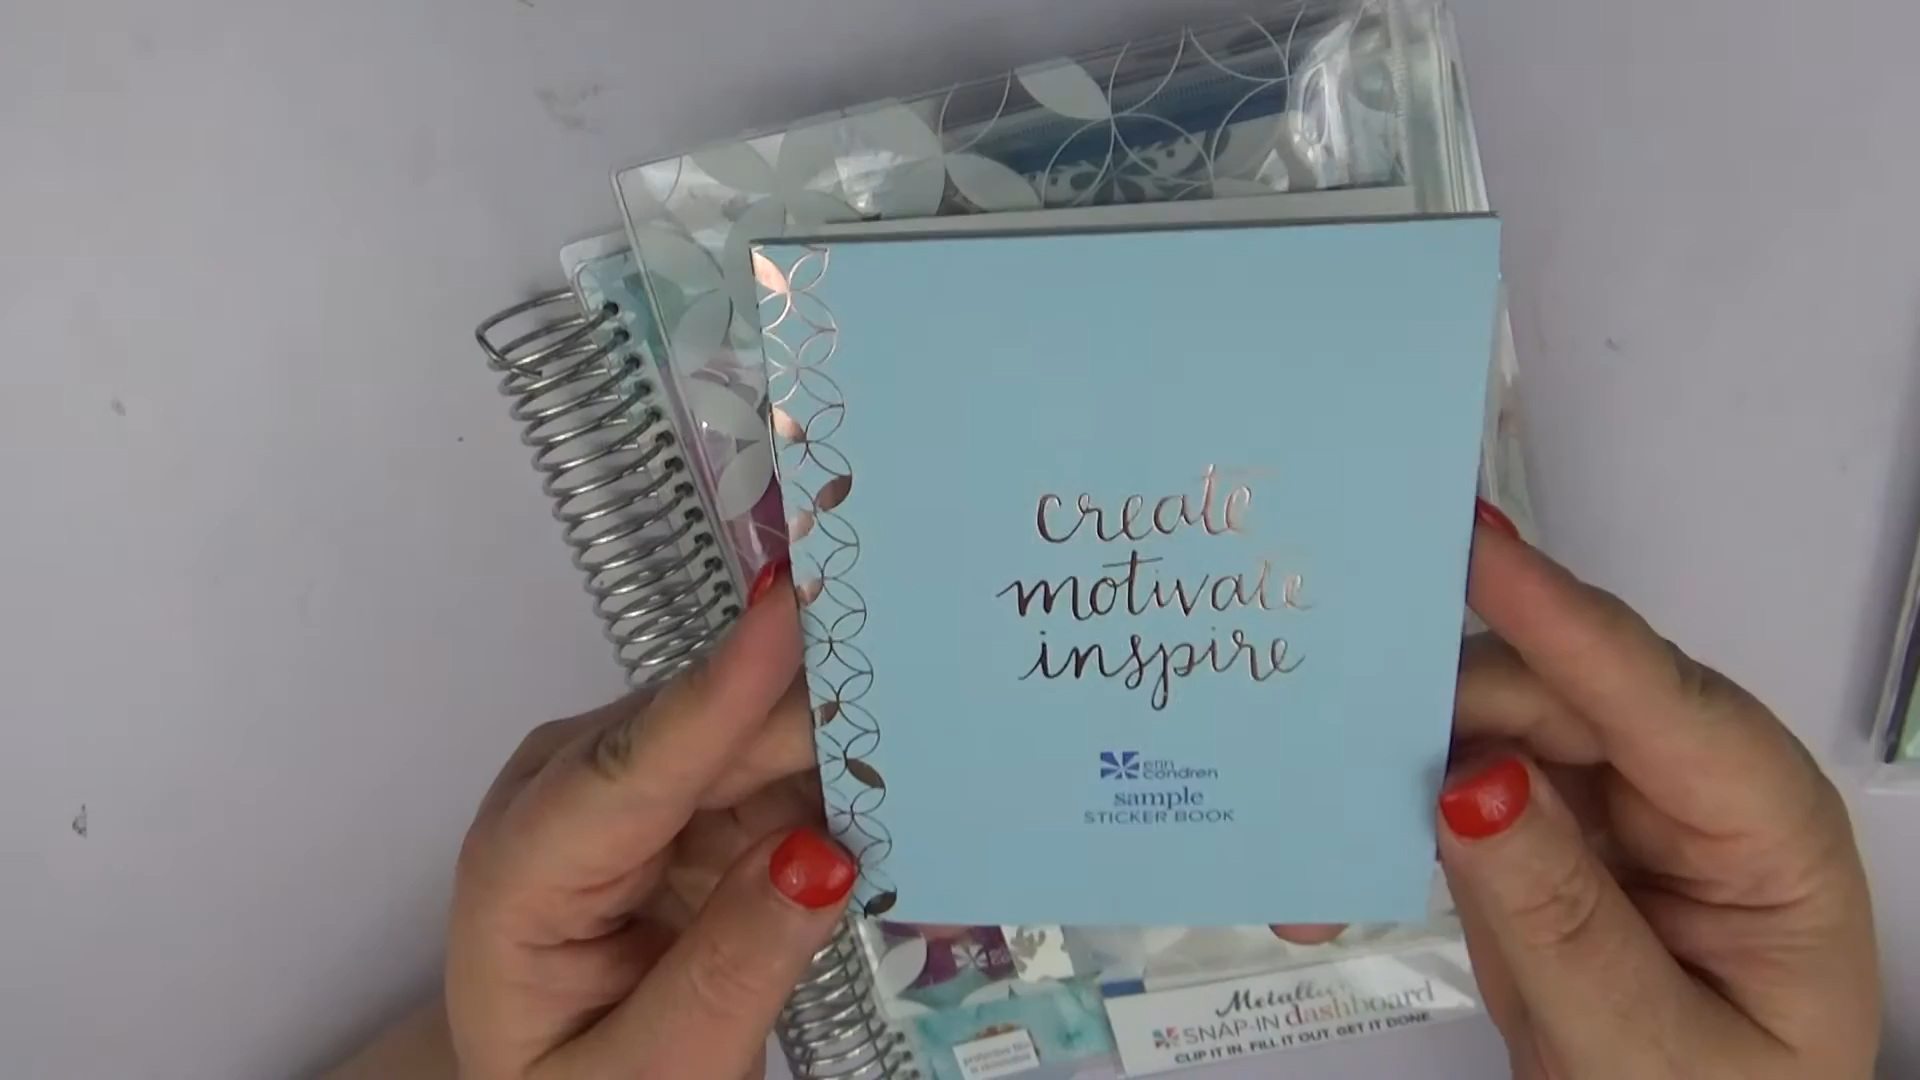 create
motivate
inspire
erin
condren
sample
STICKER BOOK
Metallic
SNAP-IN dashboard
CLIP IT IN. FILL IT OUT. GET IT DONE.